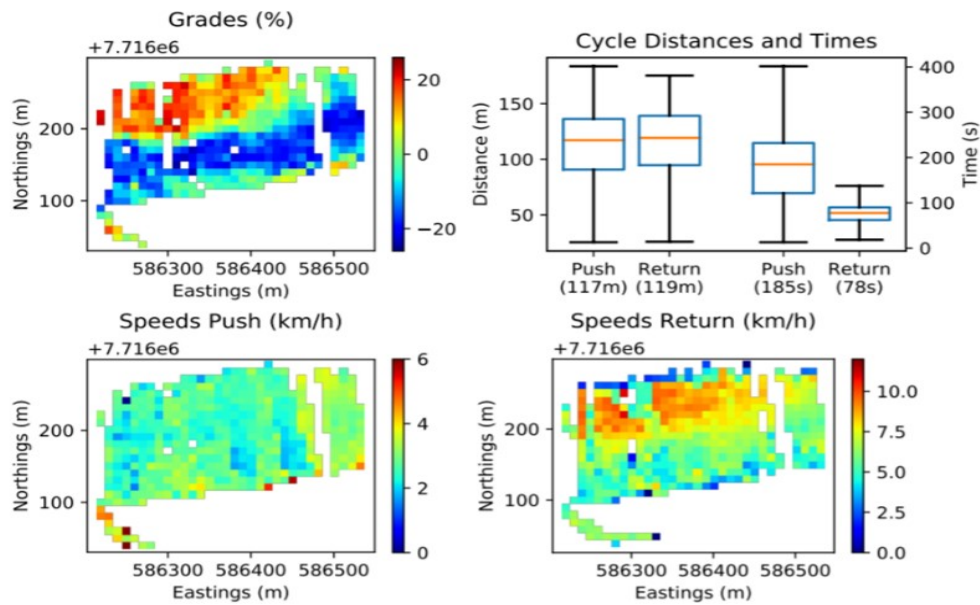 Grades (%)
+7.716e6
Northings (m)
200
100
586300 586400 586500
Eastings (m)
20
0
−20
Cycle Distances and Times
Distance (m)
150
100
50
400
300
200
100
0
Time (s)
Push Return Push Return
(117m) (119m) (185s) (78s)
Speeds Push (km/h)
+7.716e6
Northings (m)
200
100
586300 586400 586500
Eastings (m)
6
4
2
0
Speeds Return (km/h)
+7.716e6
Northings (m)
200
100
586300 586400 586500
Eastings (m)
10.0
7.5
5.0
2.5
0.0